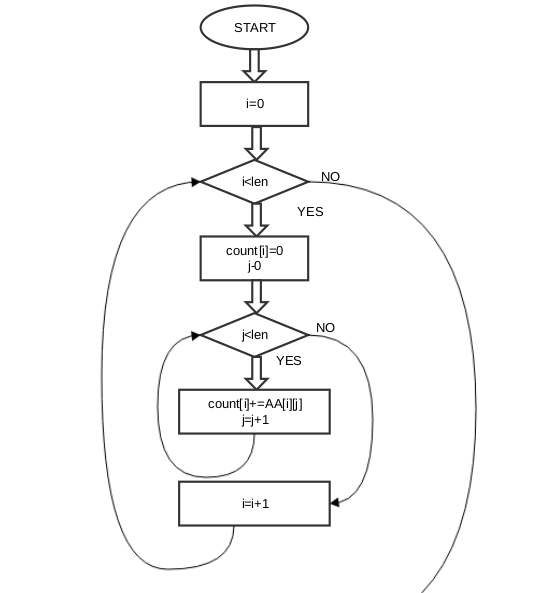 START
i=0
i<len
NO
YES
count[i]=0
j-0
j<len
NO
YES
count[i]+=AA[i][j]
j=j+1
i=i+1